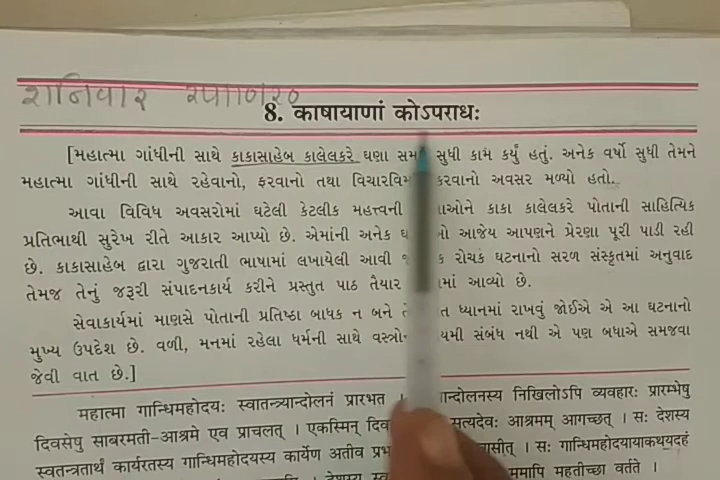 શનિવાર
8. काषायाणां कोऽपराधः
[મહાત્મા ગાંધીની સાથે કાકાસાહેબ કાલેલકરે ઘણા સમ સુધી કામ કર્યું હતું. અનેક વર્ષો સુધી તેમને
મહાત્મા ગાંધીની સાથે રહેવાનો, ફરવાનો તથા વિચારવિમ કરવાનો અવસર મળ્યો હતો.
આવા વિવિધ અવસરોમાં ઘટેલી કેટલીક મહત્ત્વની ઓને કાકા કાલેલકરે પોતાની સાહિત્યિક
પ્રતિભાથી સુરેખ રીતે આકાર આપ્યો છે. એમાંની અનેક આજેય આપણને પ્રેરણા પૂરી પાડી રહી
છે. કાકાસાહેબ દ્વારા ગુજરાતી ભાષામાં લખાયેલી આવી રોચક ઘટનાનો સરળ સંસ્કૃતમાં અનુવાદ
તેમજ તેનું જરૂરી સંપાદનકાર્ય કરીને પ્રસ્તુત પાઠ તૈયાર માં આવ્યો છે.
સેવાકાર્યમાં માણસે પોતાની પ્રતિષ્ઠા બાધક ન બને ધ્યાનમાં રાખવું જોઈએ એ આ ઘટનાનો
મુખ્ય ઉપદેશ છે. વળી, મનમાં રહેલા ધર્મની સાથે વસ્ત્રો યમી સંબંધ નથી એ પણ બધાએ સમજવા
જેવી વાત છે.]
महात्मा गान्धिमहोदयः स्वातन्त्र्यान्दोलनं प्रारभत । न्दोलनस्य निखिलोऽपि व्यवहारः प्रारम्भेषु
दिवसेषु साबरमती-आश्रमे एव प्राचलत् । एकस्मिन् दिव सत्यदेवः आश्रमम् आगच्छत् । सः देशस्य
स्वतन्त्रतार्थं कार्यरतस्य गान्धिमहोदयस्य कार्येण अतीव प्रभ सीत् । सः गान्धिमहोदयायाकथयदहं
ममापि महतीच्छा वर्तते ।